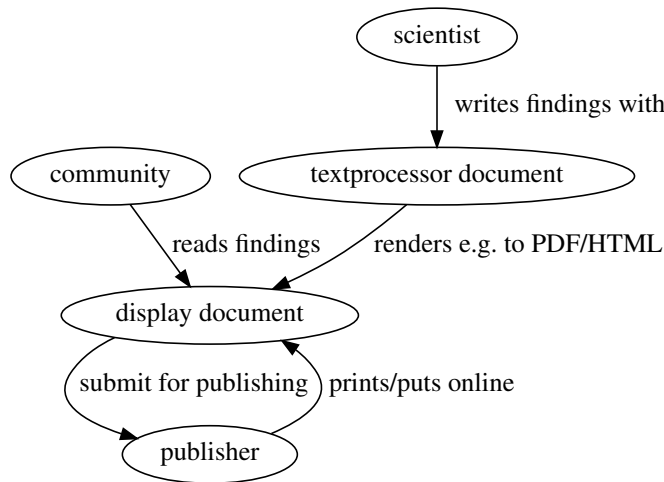 scientist
writes findings with
community
textprocessor document
reads findings
renders e.g. to PDF/HTML
display document
submit for publishing
prints/puts online
publisher